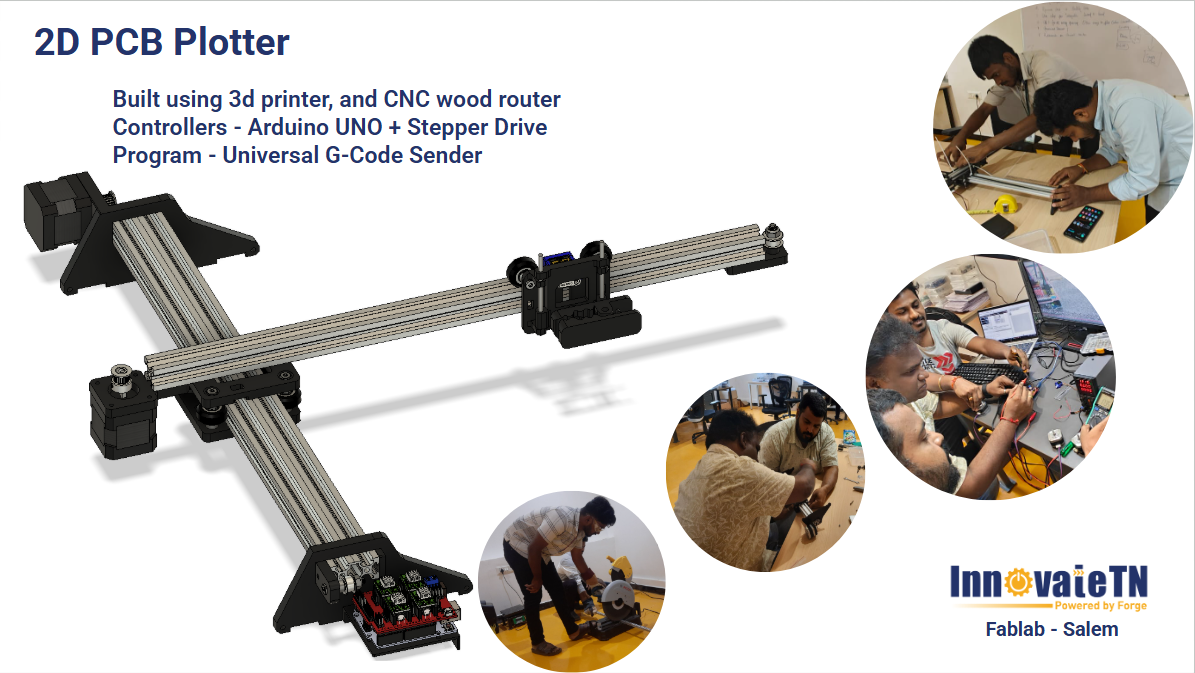 2D PCB Plotter
Built using 3d printer, and CNC wood router
Controllers - Arduino UNO + Stepper Drive
Program - Universal G-Code Sender
InnovateTN
Powered by Forge
Fablab - Salem